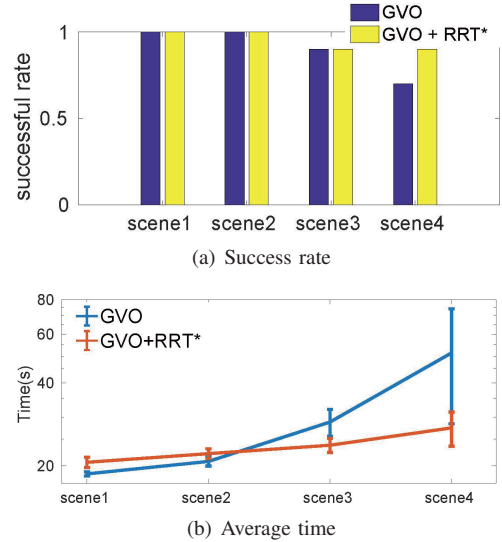 GVO
GVO + RRT*
successful rate
1
0.5
0
scene1 scene2 scene3 scene4
(a) Success rate
GVO
GVO+RRT*
Time(s)
80
60
40
20
scene1 scene2 scene3 scene4
(b) Average time